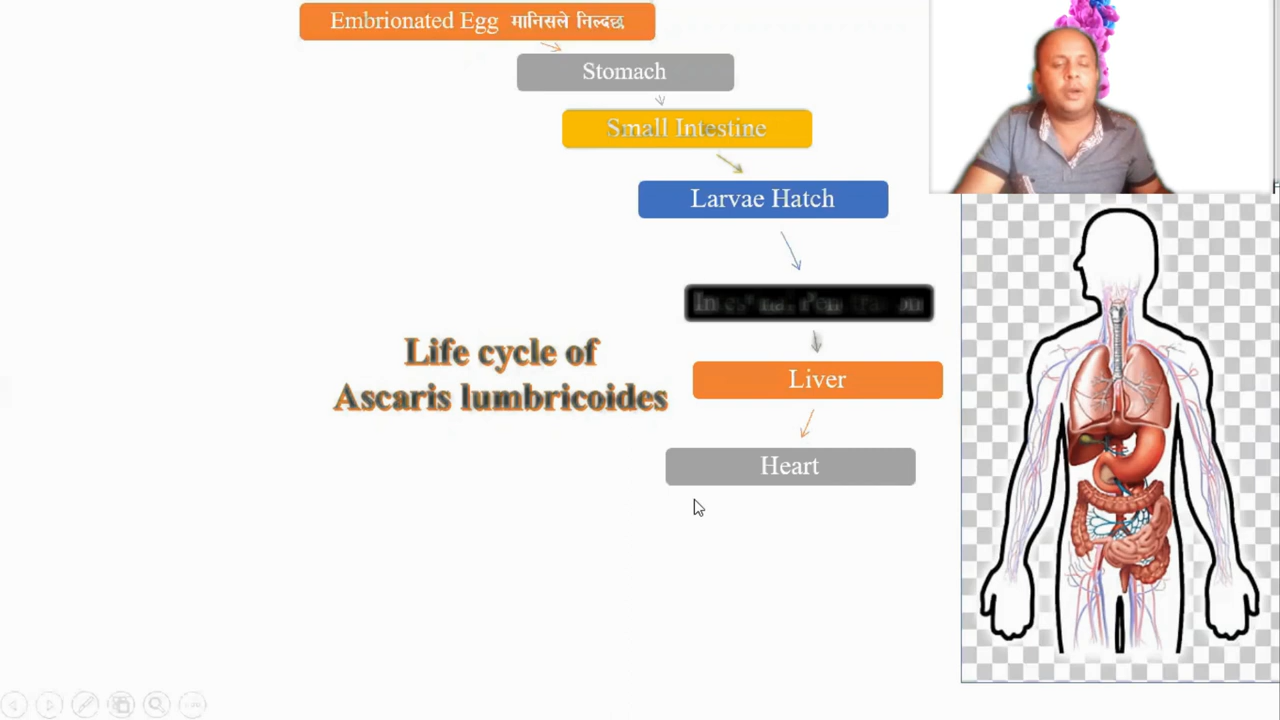 Embrionated Egg मानिसले निल्दछ
Stomach
Small Intestine
Larvae Hatch
Liver
Life cycle of
Ascaris lumbricoides
Heart